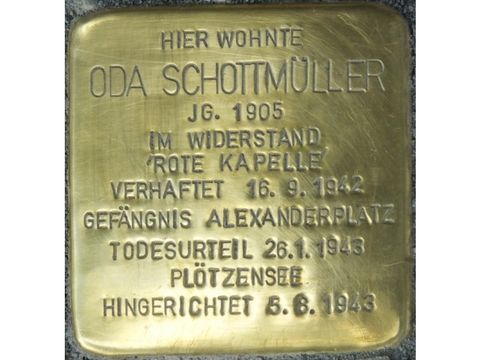 HIER WOHNTE
ODA SCHOTTMÜLLER
JG. 1905
IM WIDERSTAND
'ROTE KAPELLE'
VERHAFTET 16.9.1942
GEFÄNGNIS ALEXANDERPLATZ
TODESURTEIL 26.1.1943
PLÖTZENSEE
HINGERICHTET 5.8.1943